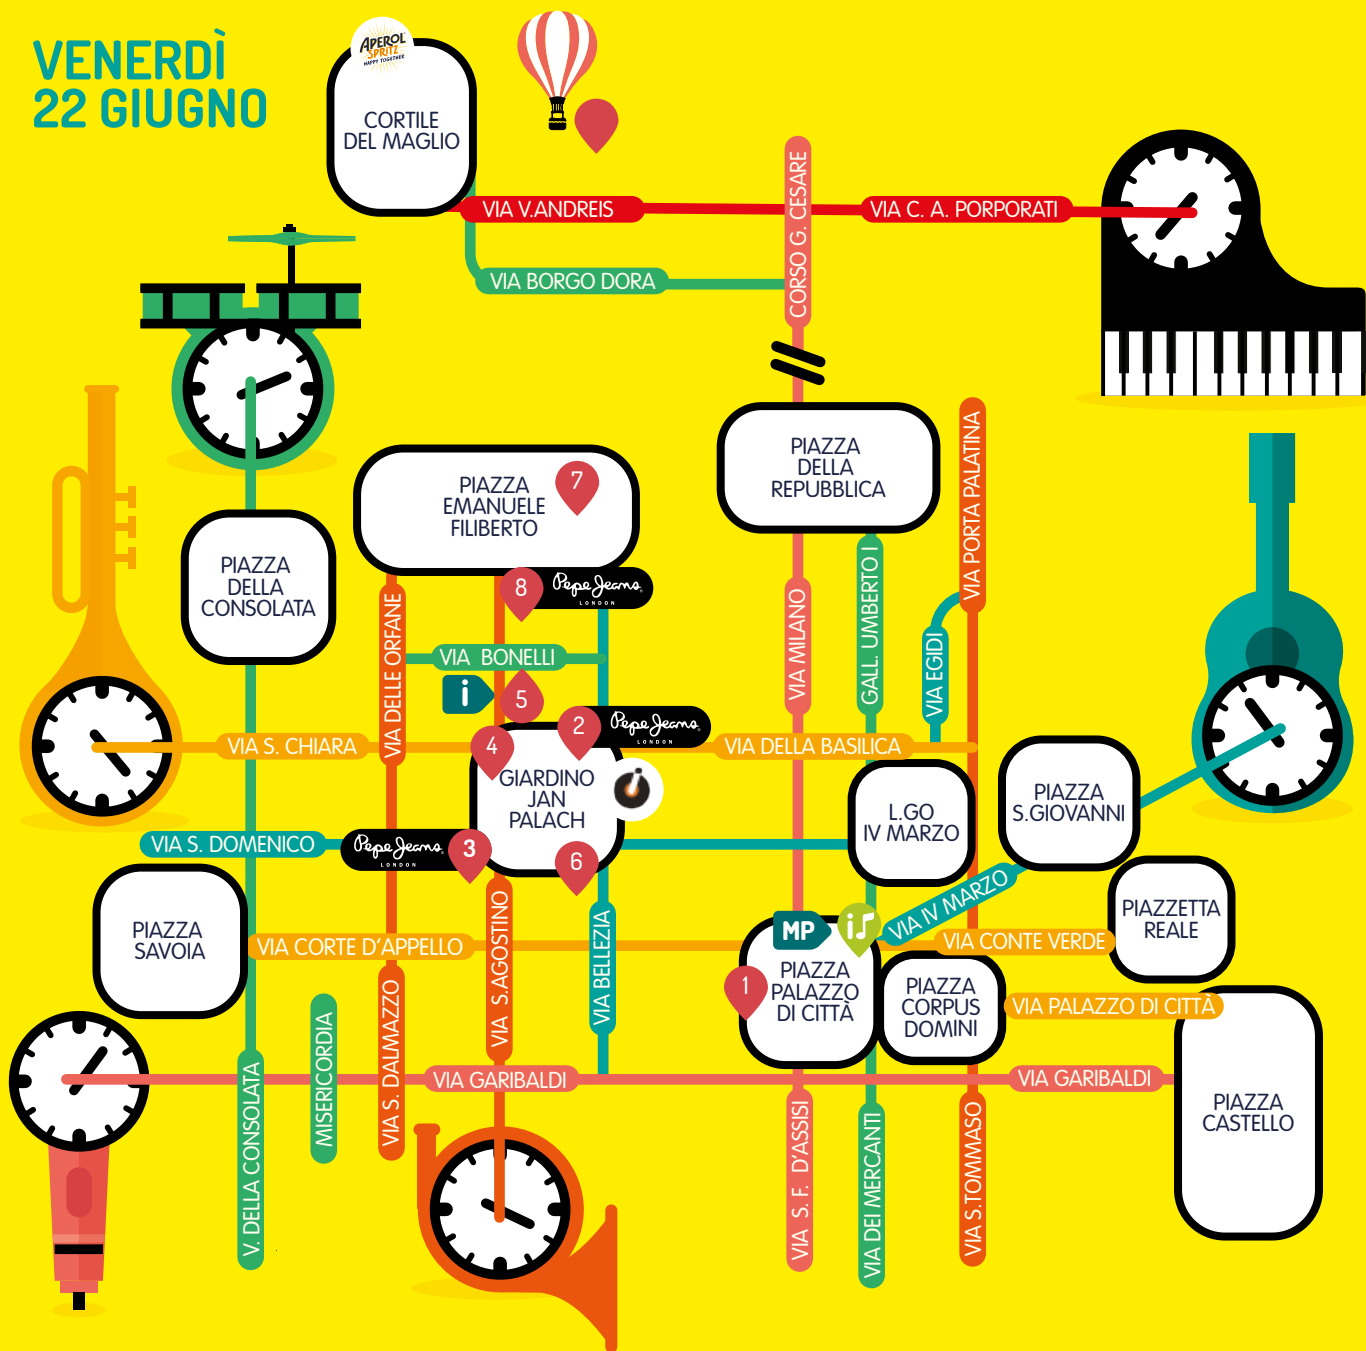 VENERDÌ
22 GIUGNO
APEROL
SPRITZ
HAPPY TOGETHER
CORTILE
DEL MAGLIO
VIA V.ANDREIS
CORSO G. CESARE
VIA C. A. PORPORATI
VIA BORGO DORA
PIAZZA
DELLA
REPUBBLICA
VIA PORTA PALATINA
PIAZZA
EMANUELE
FILIBERTO
7
PIAZZA
DELLA
CONSOLATA
8
Pepe Jeans
LONDON
VIA DELLE ORFANE
VIA BONELLI
VIA MILANO
GALL. UMBERTO I
VIA EGIDI
i
5
2
Pepe Jeans
LONDON
4
VIA S. CHIARA
VIA DELLA BASILICA
GIARDINO
JAN
PALACH
L.GO
IV MARZO
PIAZZA
S.GIOVANNI
VIA S. DOMENICO
Pepe Jeans
LONDON
3
6
VIA IV MARZO
PIAZZETTA
REALE
PIAZZA
SAVOIA
VIA CORTE D'APPELLO
VIA S.AGOSTINO
VIA BELLEZIA
MP
i
VIA CONTE VERDE
1
PIAZZA
PALAZZO
DI CITTÀ
PIAZZA
CORPUS
DOMINI
VIA PALAZZO DI CITTÀ
MISERICORDIA
VIA S. DALMAZZO
V. DELLA CONSOLATA
VIA GARIBALDI
VIA GARIBALDI
PIAZZA
CASTELLO
VIA S. F. D'ASSISI
VIA DEI MERCANTI
VIA S.TOMMASO